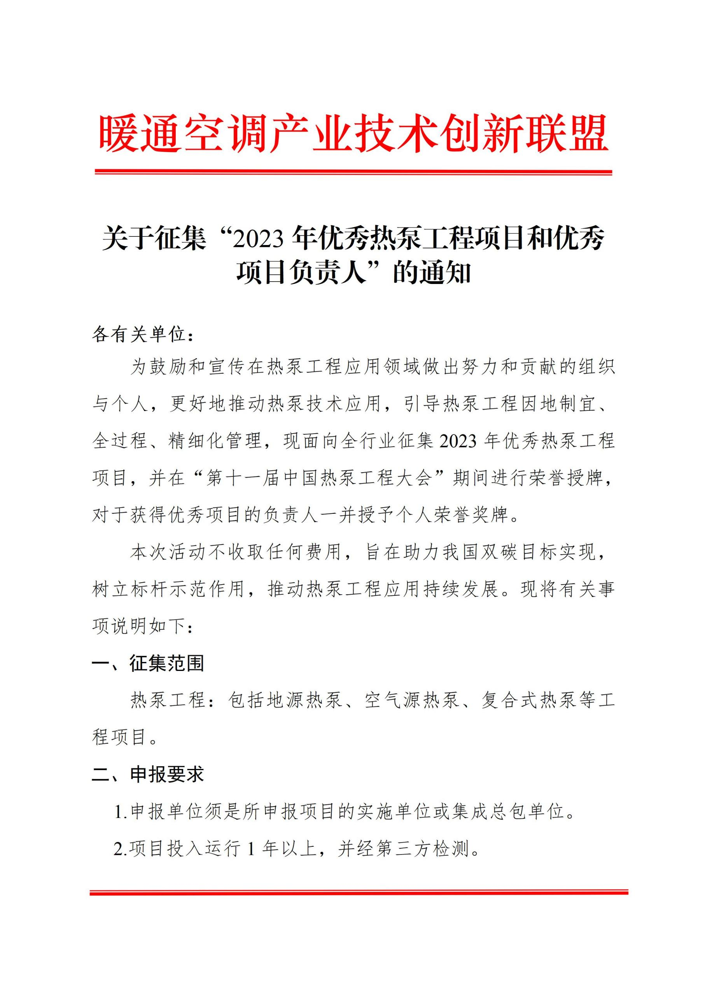 暖通空调产业技术创新联盟
关于征集“2023 年优秀热泵工程项目和优秀
项目负责人”的通知
各有关单位：
为鼓励和宣传在热泵工程应用领域做出努力和贡献的组织
与个人，更好地推动热泵技术应用，引导热泵工程因地制宜、
全过程、精细化管理，现面向全行业征集 2023 年优秀热泵工程
项目，并在“第十一届中国热泵工程大会”期间进行荣誉授牌，
对于获得优秀项目的负责人一并授予个人荣誉奖牌。
本次活动不收取任何费用，旨在助力我国双碳目标实现，
树立标杆示范作用，推动热泵工程应用持续发展。现将有关事
项说明如下：
一、征集范围
热泵工程：包括地源热泵、空气源热泵、复合式热泵等工
程项目。
二、申报要求
1.申报单位须是所申报项目的实施单位或集成总包单位。
2.项目投入运行 1 年以上，并经第三方检测。